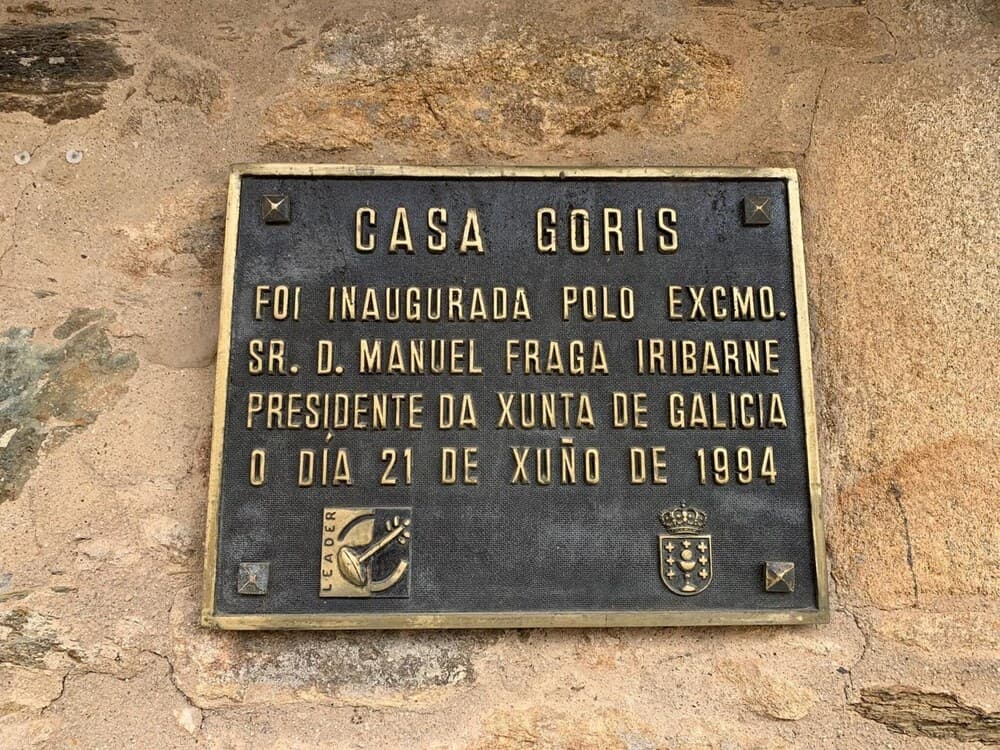 CASA GORIS
FOI INAUGURADA POLO EXCMO.
SR. D. MANUEL FRAGA IRIBARNE
PRESIDENTE DA XUNTA DE GALICIA
O DÍA 21 DE XUÑO DE 1994
LEADER